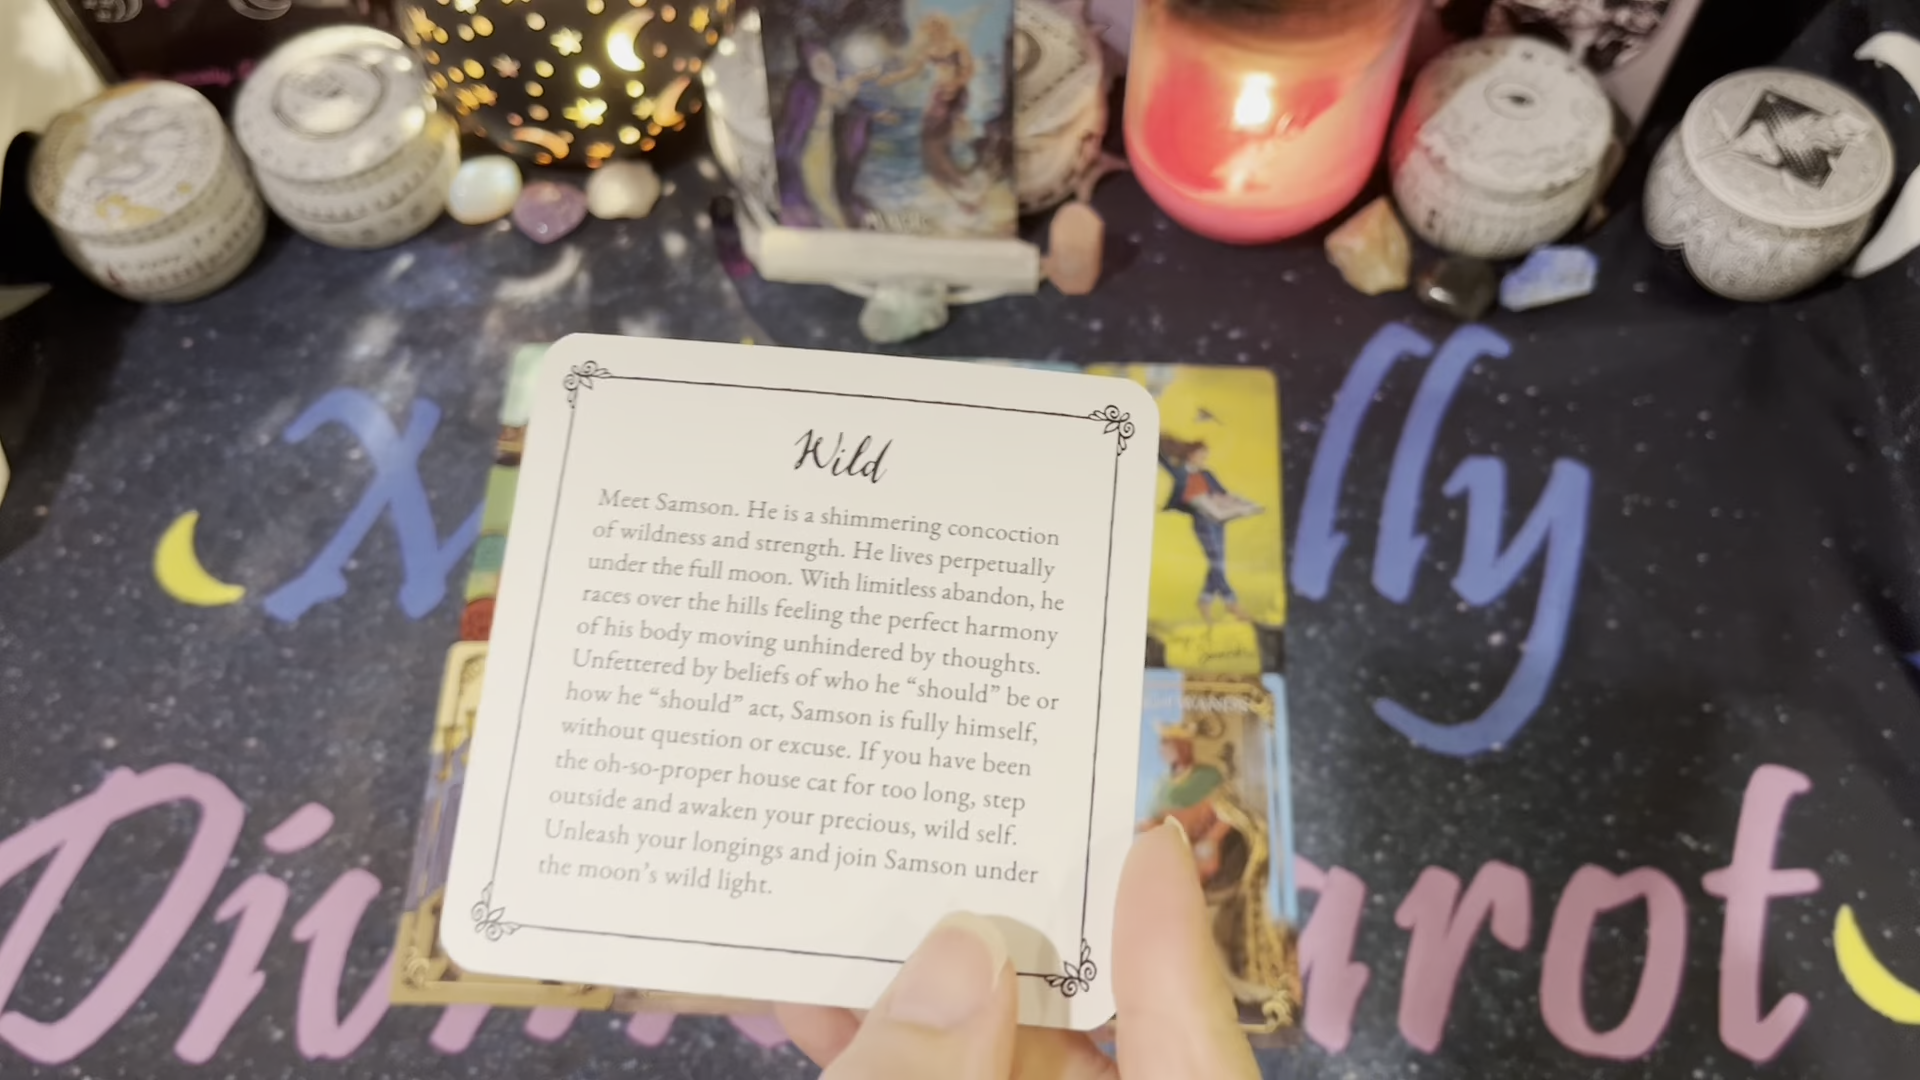 Wild
Meet Samson. He is a shimmering concoction
of wildness and strength. He lives perpetually
under the full moon. With limitless abandon, he
races over the hills feeling the perfect harmony
of his body moving unhindered by thoughts.
Unfettered by beliefs of who he “should” be or
how he “should” act, Samson is fully himself,
without question or excuse. If you have been
the oh-so-proper house cat for too long, step
outside and awaken your precious, wild self.
Unleash your longings and join Samson under
the moon’s wild light.
X lly
Div arot